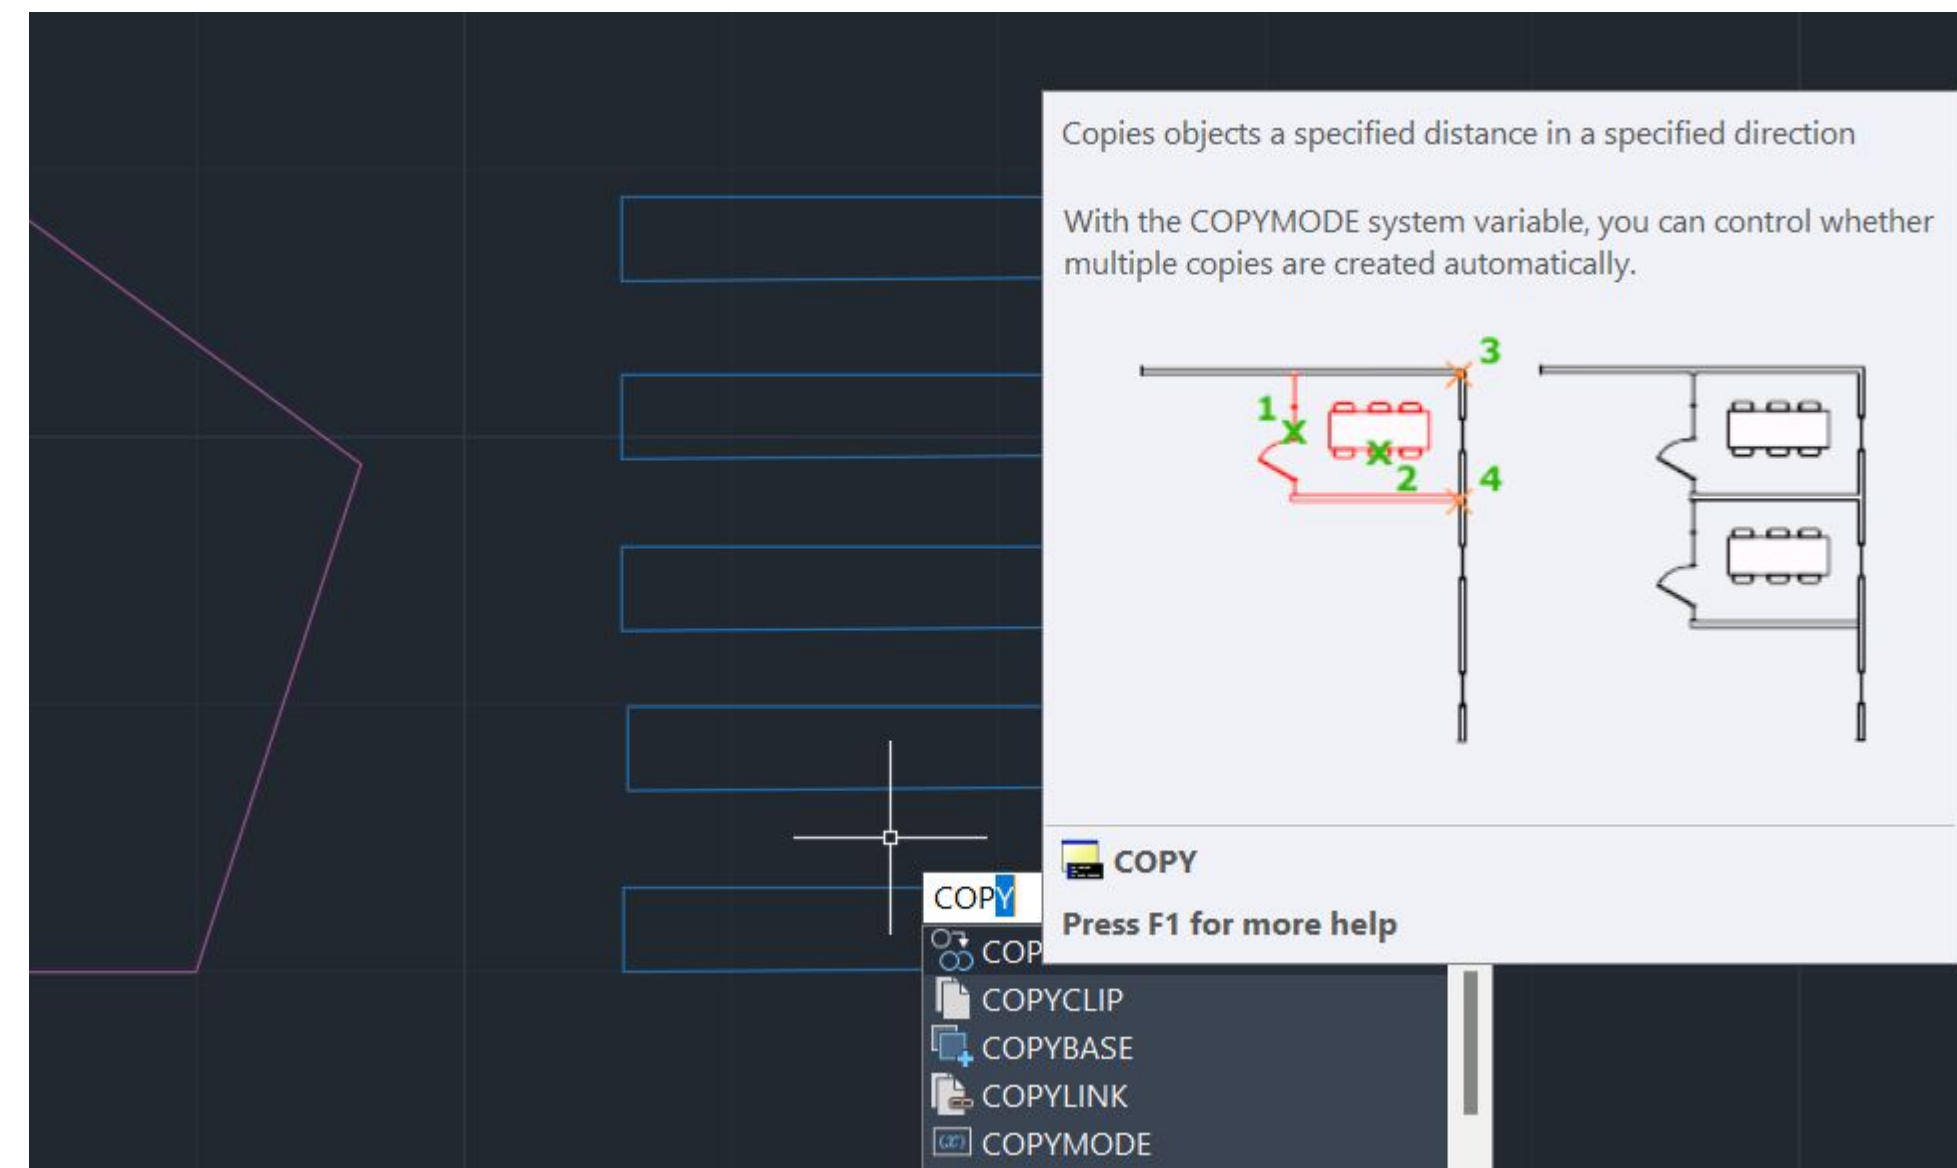 Copies objects a specified distance in a specified direction
With the COPYMODE system variable, you can control whether
multiple copies are created automatically.
3
1
2
4
COPY
Press F1 for more help
COPY
COP
COPYCLIP
COPYBASE
COPYLINK
COPYMODE